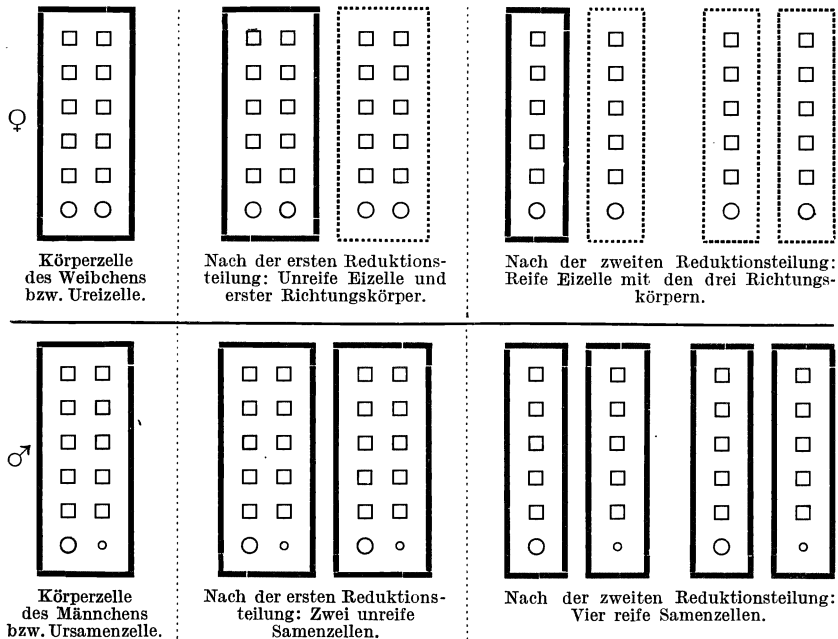 ♀
Körperzelle
des Weibchens
bzw. Ureizelle.
Nach der ersten Reduktions-
teilung: Unreife Eizelle und
erster Richtungskörper.
Nach der zweiten Reduktionsteilung:
Reife Eizelle mit den drei Richtungs-
körpern.
♂
Körperzelle
des Männchens
bzw. Ursamenzelle.
Nach der ersten Reduktions-
teilung: Zwei unreife
Samenzellen.
Nach der zweiten Reduktionsteilung:
Vier reife Samenzellen.